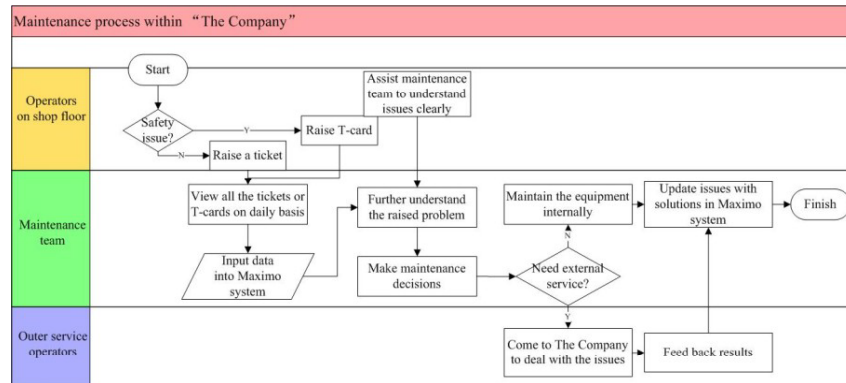 Maintenance process within “The Company”
Operators
on shop floor
Start
Safety
issue?
Y
N
Raise T-card
Raise a ticket
Assist maintenance
team to understand
issues clearly
Maintenance
team
View all the tickets or
T-cards on daily basis
Input data
into Maximo
system
Further understand
the raised problem
Make maintenance
decisions
Maintain the equipment
internally
N
Need external
service?
Y
Update issues with
solutions in Maximo
system
Finish
Outer service
operators
Come to The Company
to deal with the issues
Feed back results